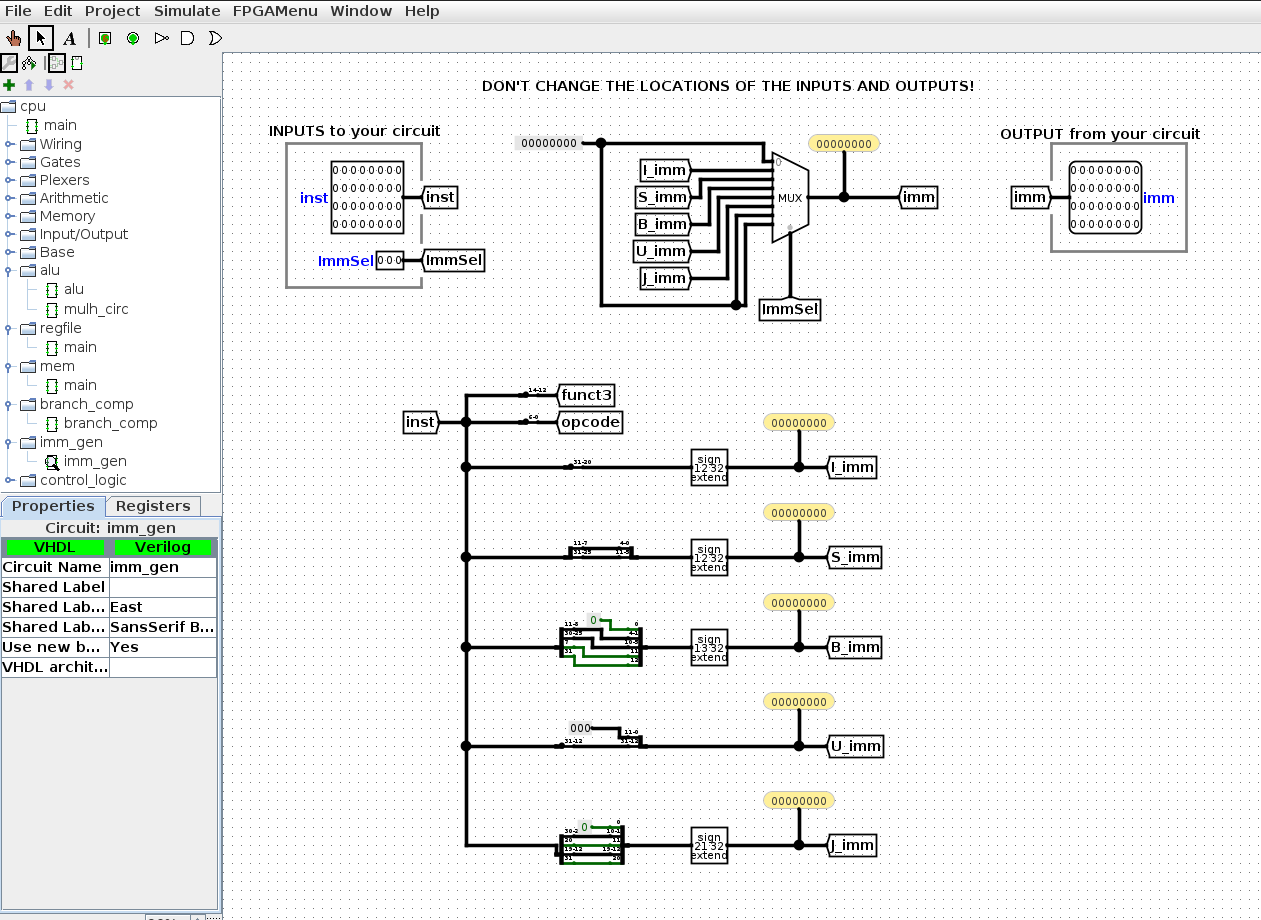 File Edit Project Simulate FPGAMenu Window Help
A
cpu
main
Wiring
Gates
Plexers
Arithmetic
Memory
Input/Output
Base
alu
alu
mulh_circ
regfile
main
mem
main
branch_comp
branch_comp
imm_gen
imm_gen
control_logic
Properties Registers
Circuit: imm_gen
VHDL Verilog
Circuit Name imm_gen
Shared Label
Shared Lab... East
Shared Lab... SansSerif B...
Use new b... Yes
VHDL archit...
DON'T CHANGE THE LOCATIONS OF THE INPUTS AND OUTPUTS!
INPUTS to your circuit
inst
00000000
00000000
00000000
00000000
inst
ImmSel 000 ImmSel
00000000
I_imm
S_imm
B_imm
U_imm
J_imm
0
MUX
ImmSel
00000000
imm
OUTPUT from your circuit
imm
00000000
00000000
00000000
00000000
imm
inst
14-12 funct3
6-0 opcode
31-20
sign
12 32
extend
00000000
I_imm
11-7 4-0
31-25 11-5
sign
12 32
extend
00000000
S_imm
0 0
11-8 4-1
30-25 10-5
7 11
31 12
sign
13 32
extend
00000000
B_imm
000 11-0
31-12 31-12
00000000
U_imm
0 0
30-21 10-1
20 11
19-12 19-12
31 20
sign
21 32
extend
00000000
J_imm